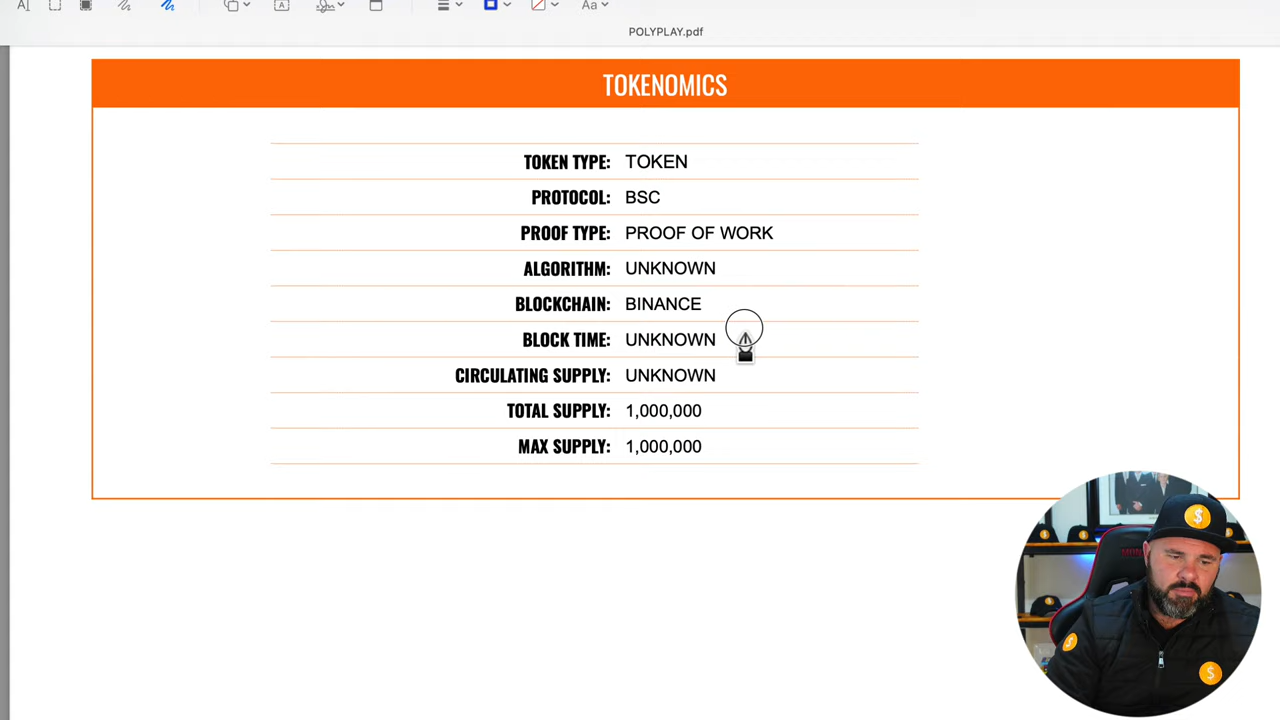 POLYPLAY.pdf
TOKENOMICS
TOKEN TYPE: TOKEN
PROTOCOL: BSC
PROOF TYPE: PROOF OF WORK
ALGORITHM: UNKNOWN
BLOCKCHAIN: BINANCE
BLOCK TIME: UNKNOWN
CIRCULATING SUPPLY: UNKNOWN
TOTAL SUPPLY: 1,000,000
MAX SUPPLY: 1,000,000